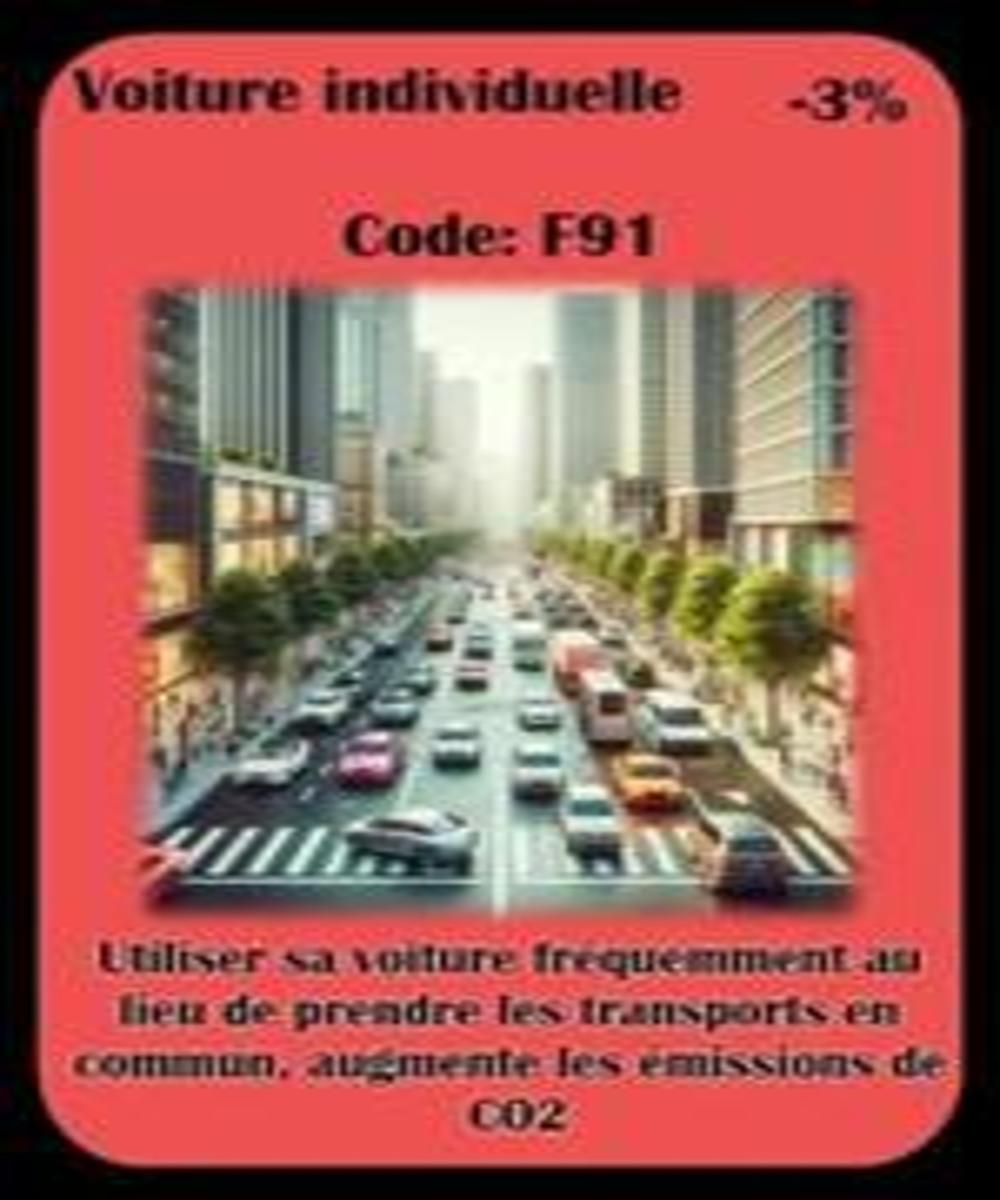 Voiture individuelle -3%
Code: F91
Utiliser sa voiture fréquemment au
lieu de prendre les transports en
commun, augmente les émissions de
CO2